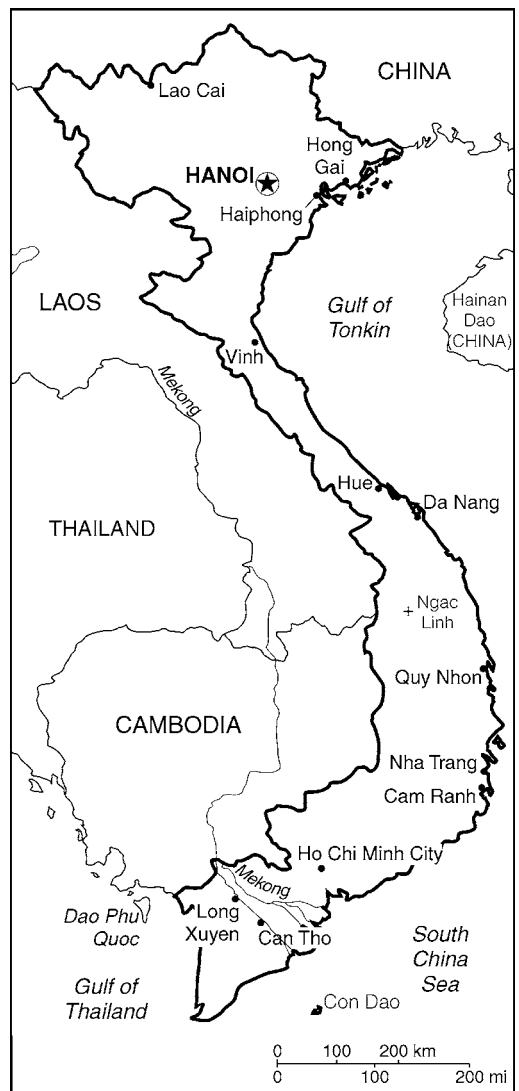 CHINA
Lao Cai
Hong
Gai
HANOI
Haiphong
LAOS
Gulf of
Tonkin
Hainan
Dao
(CHINA)
Vinh
Mekong
Hue
Da Nang
THAILAND
Ngac
Linh
Quy Nhon
CAMBODIA
Nha Trang
Cam Ranh
Ho Chi Minh City
Mekong
Dao Phu
Quoc
Long
Xuyen
Can Tho
South
China
Sea
Gulf of
Thailand
Con Dao
0 100 200 km
0 100 200 mi